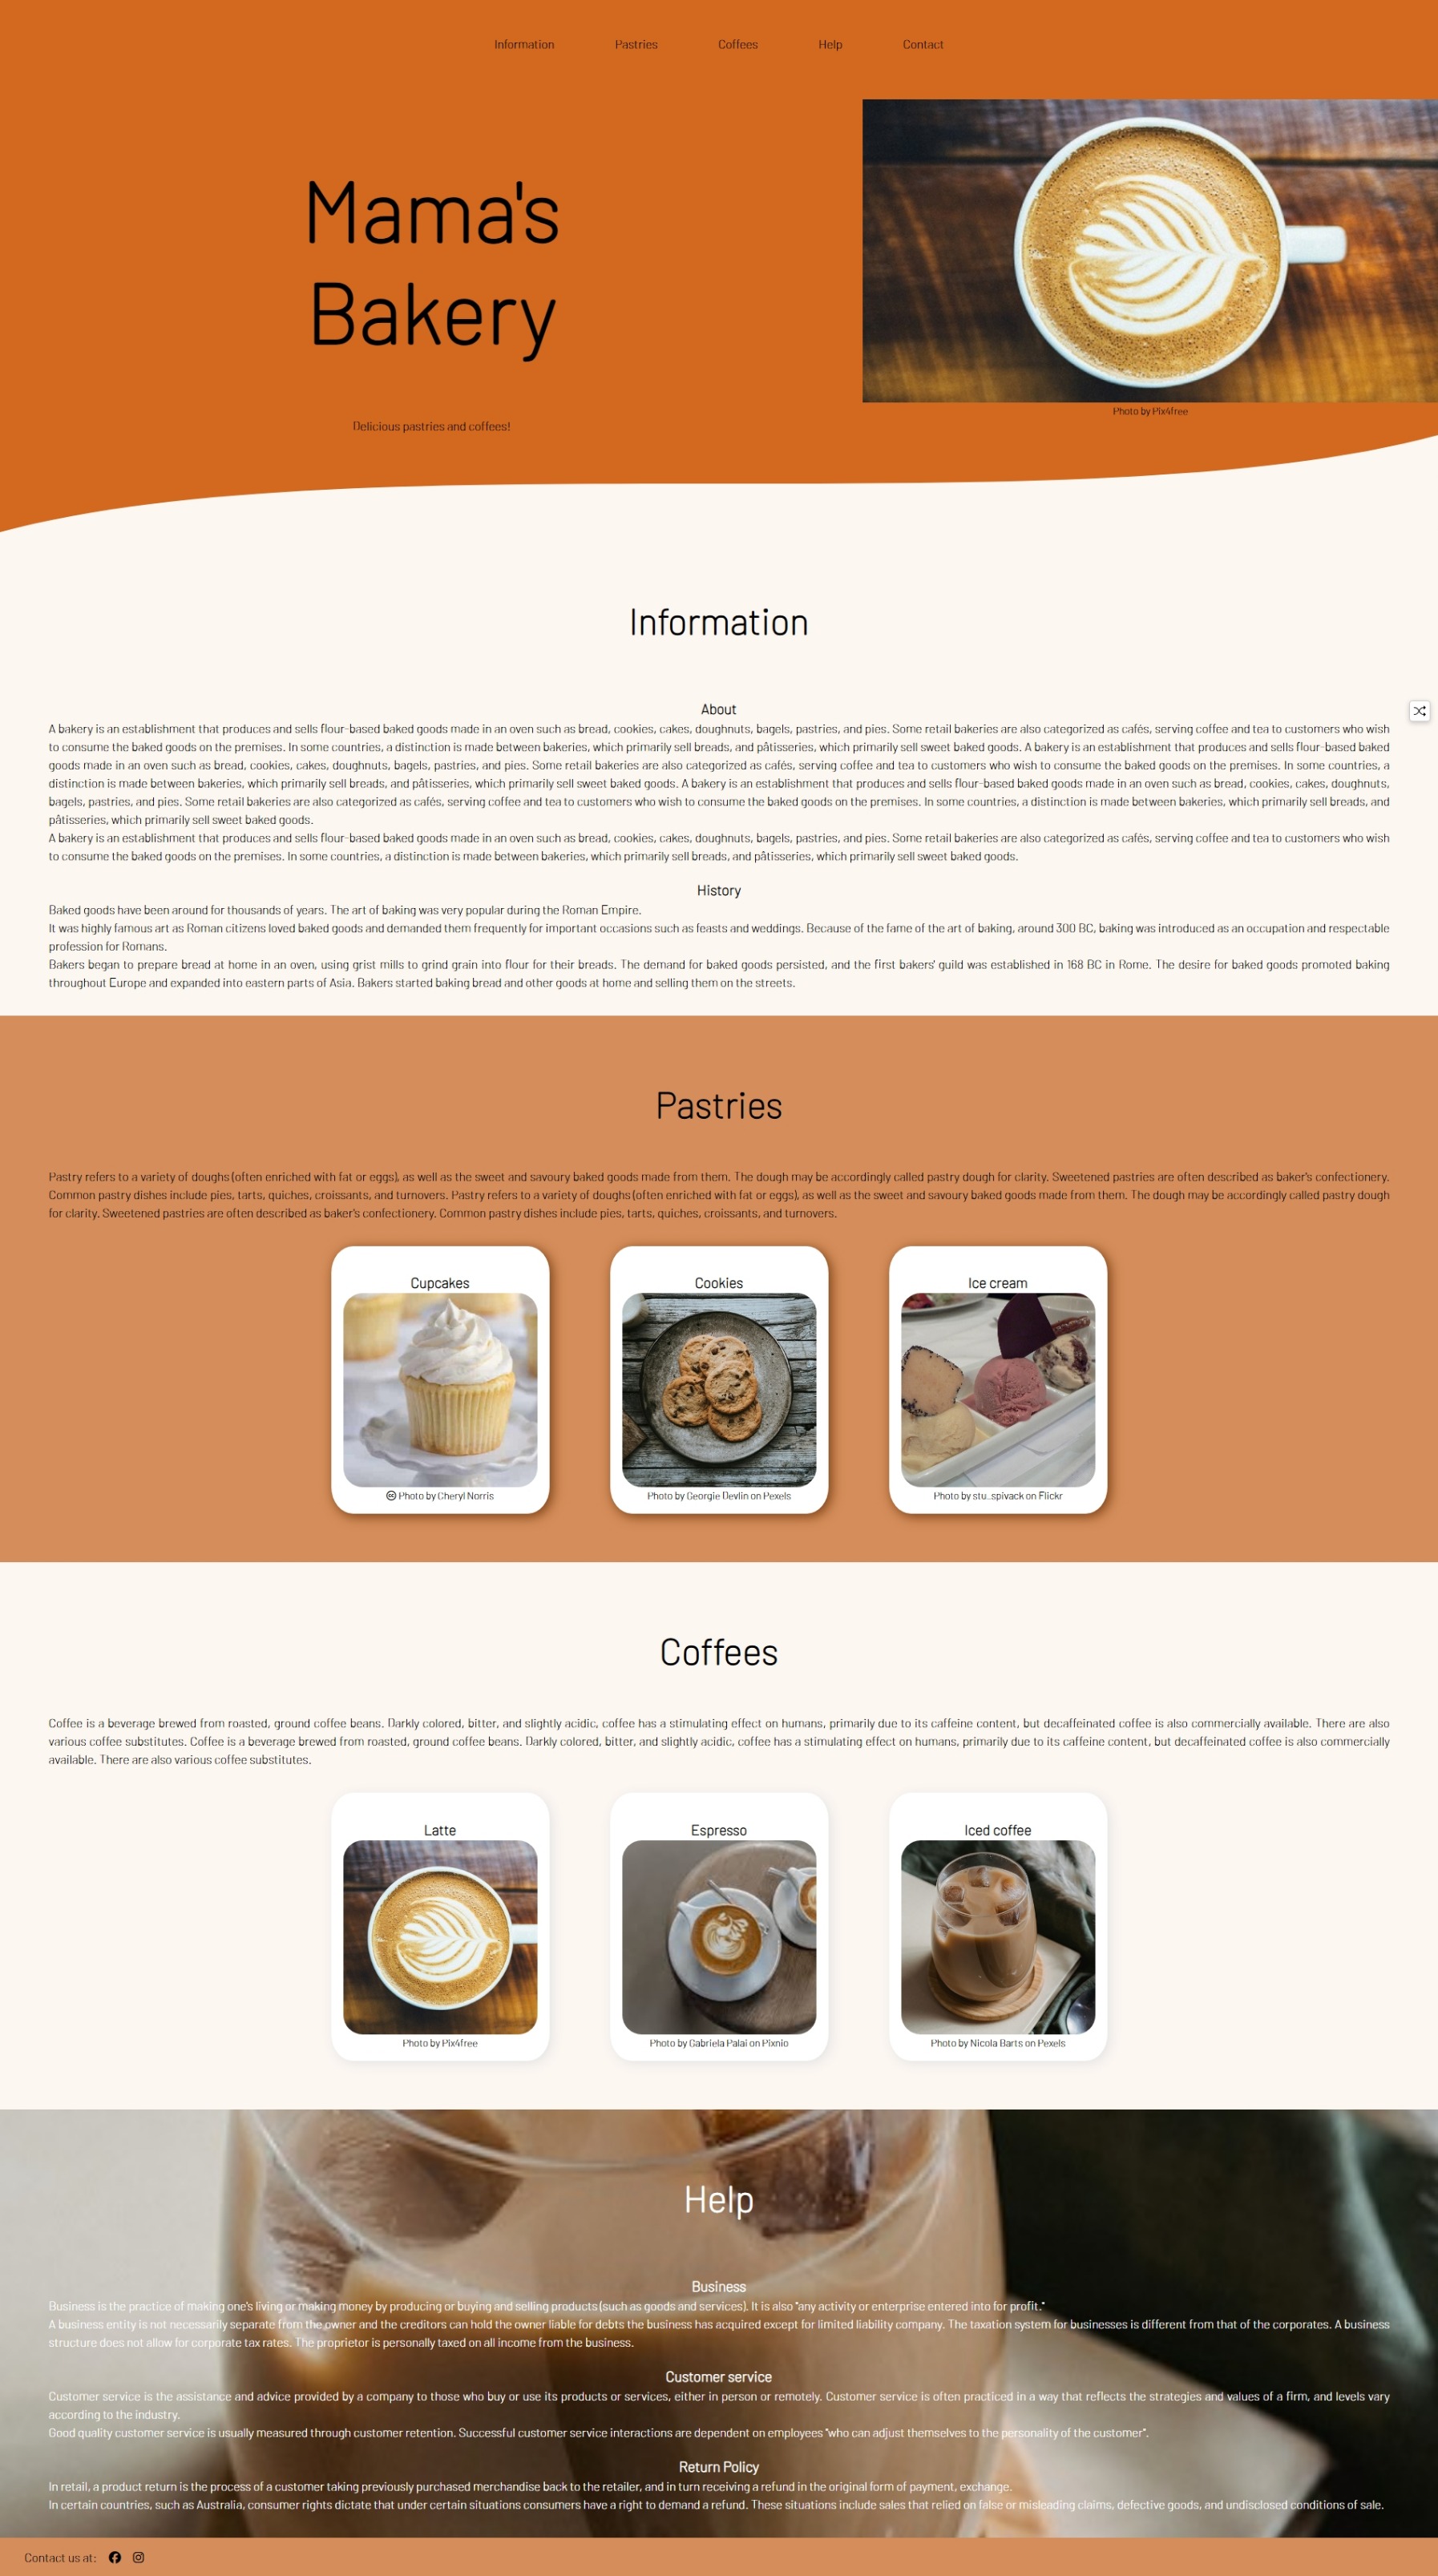 Information Pastries Coffees Help Contact
Mama's
Bakery
Delicious pastries and coffees!
Photo by Pix4free
Information
About
A bakery is an establishment that produces and sells flour-based baked goods made in an oven such as bread, cookies, cakes, doughnuts, bagels, pastries, and pies. Some retail bakeries are also categorized as cafés, serving coffee and tea to customers who wish
to consume the baked goods on the premises. In some countries, a distinction is made between bakeries, which primarily sell breads, and pâtisseries, which primarily sell sweet baked goods. A bakery is an establishment that produces and sells flour-based baked
goods made in an oven such as bread, cookies, cakes, doughnuts, bagels, pastries, and pies. Some retail bakeries are also categorized as cafés, serving coffee and tea to customers who wish to consume the baked goods on the premises. In some countries, a
distinction is made between bakeries, which primarily sell breads, and pâtisseries, which primarily sell sweet baked goods. A bakery is an establishment that produces and sells flour-based baked goods made in an oven such as bread, cookies, cakes, doughnuts,
bagels, pastries, and pies. Some retail bakeries are also categorized as cafés, serving coffee and tea to customers who wish to consume the baked goods on the premises. In some countries, a distinction is made between bakeries, which primarily sell breads, and
pâtisseries, which primarily sell sweet baked goods.
A bakery is an establishment that produces and sells flour-based baked goods made in an oven such as bread, cookies, cakes, doughnuts, bagels, pastries, and pies. Some retail bakeries are also categorized as cafés, serving coffee and tea to customers who wish
to consume the baked goods on the premises. In some countries, a distinction is made between bakeries, which primarily sell breads, and pâtisseries, which primarily sell sweet baked goods.
History
Baked goods have been around for thousands of years. The art of baking was very popular during the Roman Empire.
It was highly famous art as Roman citizens loved baked goods and demanded them frequently for important occasions such as feasts and weddings. Because of the fame of the art of baking, around 300 BC, baking was introduced as an occupation and respectable
profession for Romans.
Bakers began to prepare bread at home in an oven, using grist mills to grind grain into flour for their breads. The demand for baked goods persisted, and the first bakers' guild was established in 168 BC in Rome. The desire for baked goods promoted baking
throughout Europe and expanded into eastern parts of Asia. Bakers started baking bread and other goods at home and selling them on the streets.
Pastries
Pastry refers to a variety of doughs (often enriched with fat or eggs), as well as the sweet and savoury baked goods made from them. The dough may be accordingly called pastry dough for clarity. Sweetened pastries are often described as baker's confectionery.
Common pastry dishes include pies, tarts, quiches, croissants, and turnovers. Pastry refers to a variety of doughs (often enriched with fat or eggs), as well as the sweet and savoury baked goods made from them. The dough may be accordingly called pastry dough
for clarity. Sweetened pastries are often described as baker's confectionery. Common pastry dishes include pies, tarts, quiches, croissants, and turnovers.
Cupcakes
Photo by Cheryl Norris
Cookies
Photo by Georgie Devlin on Pexels
Ice cream
Photo by stu_spivack on Flickr
Coffees
Coffee is a beverage brewed from roasted, ground coffee beans. Darkly colored, bitter, and slightly acidic, coffee has a stimulating effect on humans, primarily due to its caffeine content, but decaffeinated coffee is also commercially available. There are also
various coffee substitutes. Coffee is a beverage brewed from roasted, ground coffee beans. Darkly colored, bitter, and slightly acidic, coffee has a stimulating effect on humans, primarily due to its caffeine content, but decaffeinated coffee is also commercially
available. There are also various coffee substitutes.
Latte
Photo by Pix4free
Espresso
Photo by Gabriela Palai on Pixnio
Iced coffee
Photo by Nicola Barts on Pexels
Help
Business
Business is the practice of making one's living or making money by producing or buying and selling products (such as goods and services). It is also "any activity or enterprise entered into for profit."
A business entity is not necessarily separate from the owner and the creditors can hold the owner liable for debts the business has acquired except for limited liability company. The taxation system for businesses is different from that of the corporates. A business
structure does not allow for corporate tax rates. The proprietor is personally taxed on all income from the business.
Customer service
Customer service is the assistance and advice provided by a company to those who buy or use its products or services, either in person or remotely. Customer service is often practiced in a way that reflects the strategies and values of a firm, and levels vary
according to the industry.
Good quality customer service is usually measured through customer retention. Successful customer service interactions are dependent on employees "who can adjust themselves to the personality of the customer".
Return Policy
In retail, a product return is the process of a customer taking previously purchased merchandise back to the retailer, and in turn receiving a refund in the original form of payment, exchange.
In certain countries, such as Australia, consumer rights dictate that under certain situations consumers have a right to demand a refund. These situations include sales that relied on false or misleading claims, defective goods, and undisclosed conditions of sale.
Contact us at: